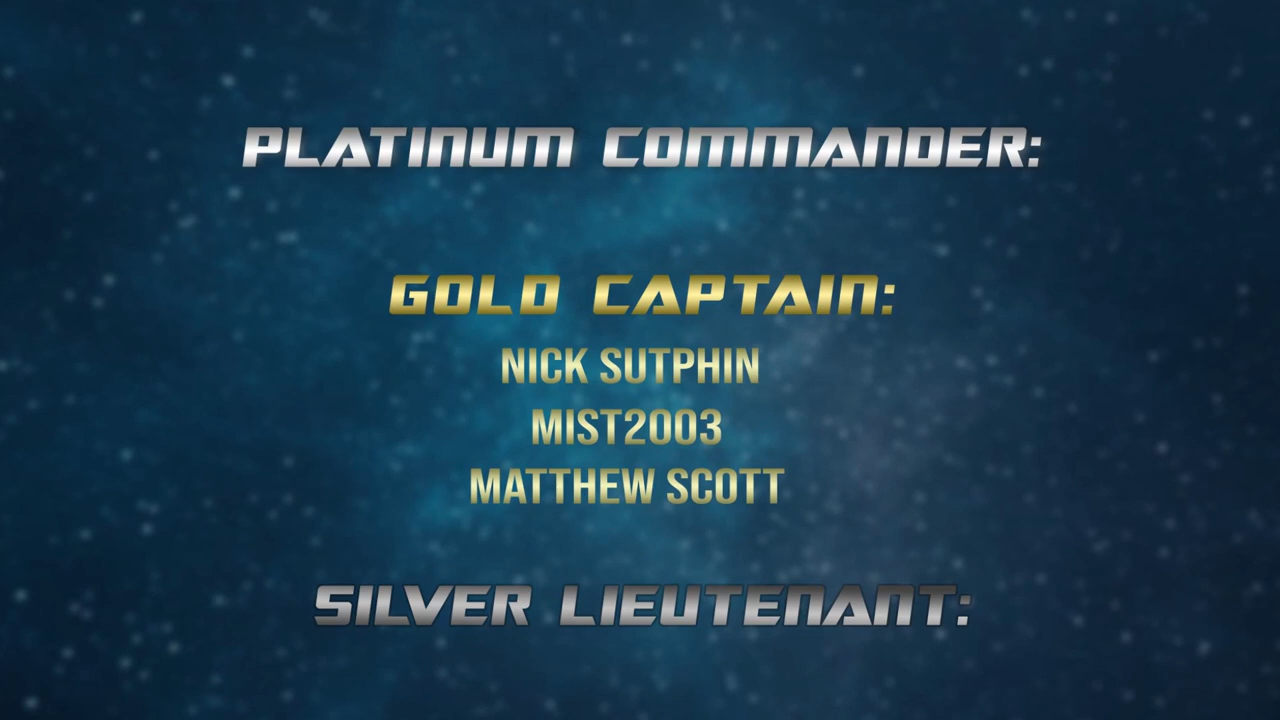 PLATINUM COMMANDER:
GOLD CAPTAIN:
NICK SUTPHIN
MIST2003
MATTHEW SCOTT
SILVER LIEUTENANT: